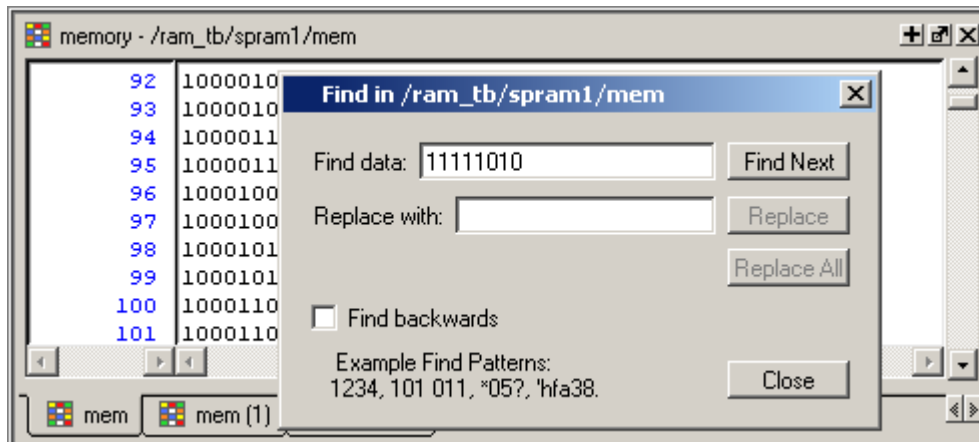 memory - /ram_tb/spram1/mem
92 1000010
93 1000010
94 1000011
95 1000011
96 1000100
97 1000100
98 1000101
99 1000101
100 1000110
101 1000110
Find in /ram_tb/spram1/mem
Find data: 11111010 Find Next
Replace with: Replace
Replace All
Find backwards
Example Find Patterns:
1234, 101 011, *05?, 'hfa38.
Close
mem mem (1)